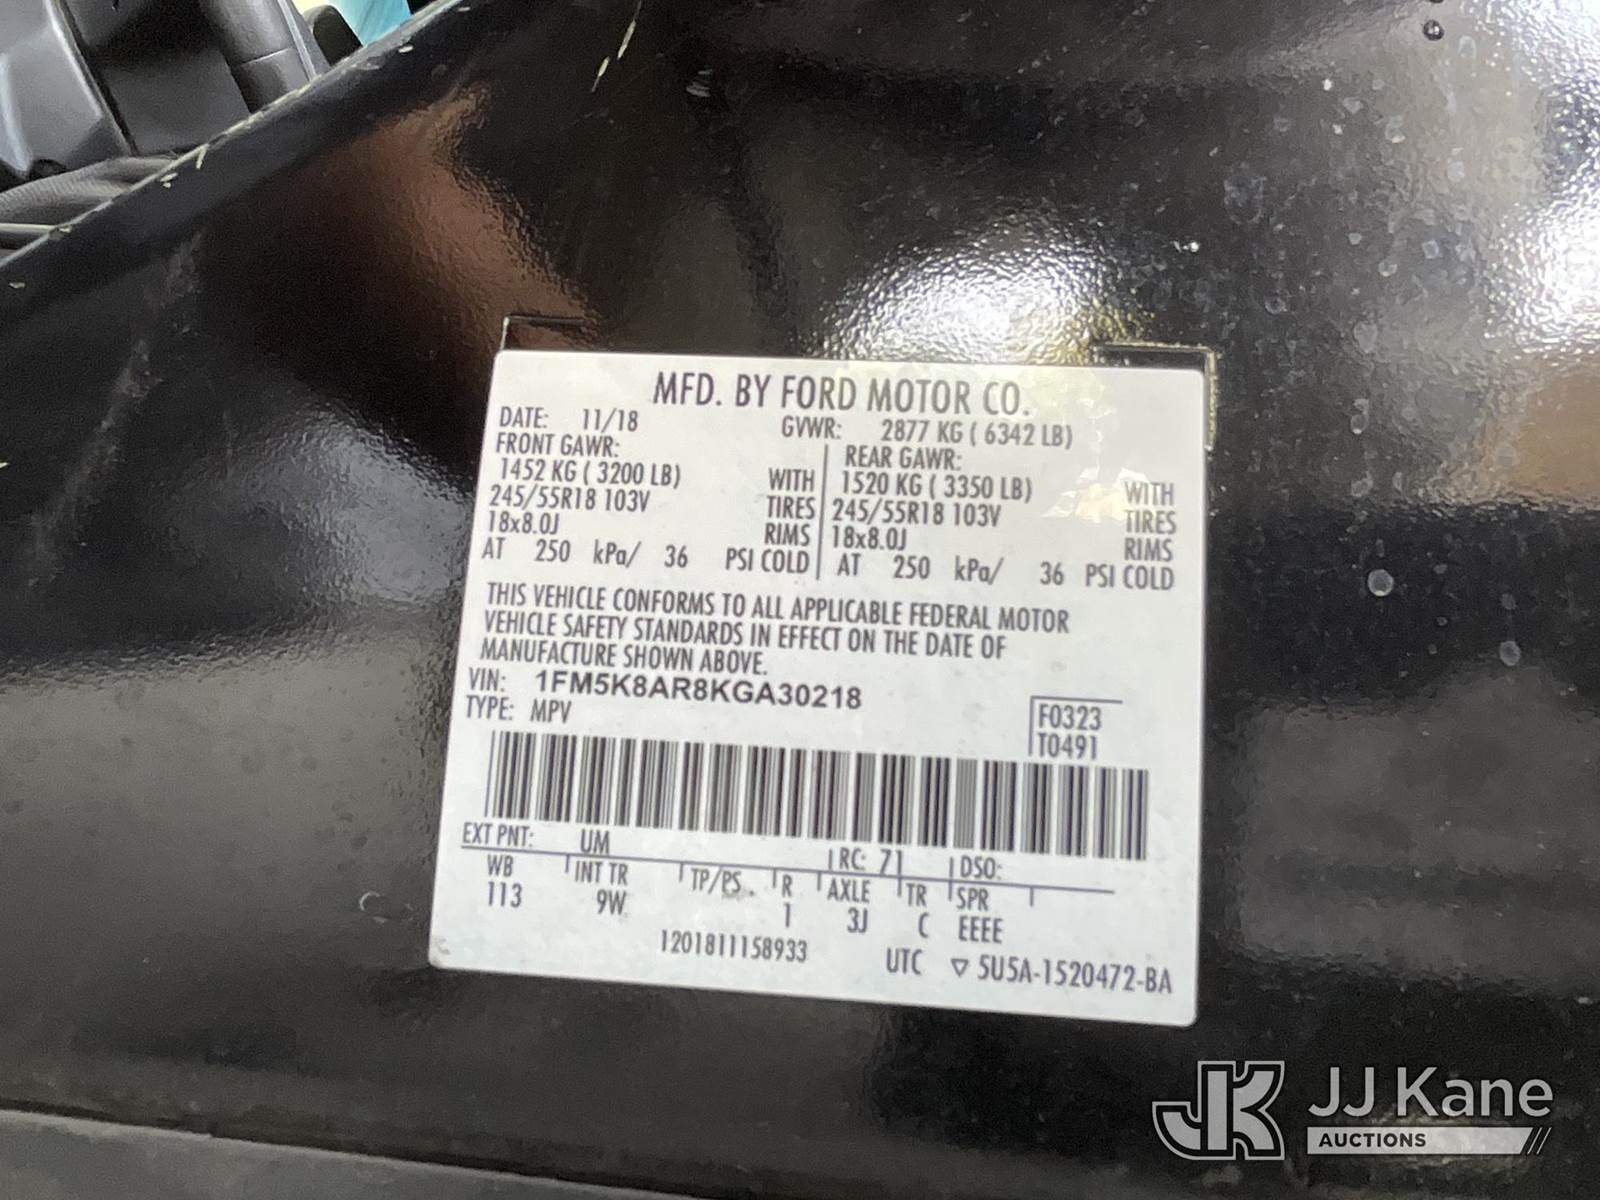 MFD. BY FORD MOTOR CO.
DATE: 11/18 GVWR: 2877 KG ( 6342 LB)
FRONT GAWR: REAR GAWR:
1452 KG ( 3200 LB) WITH 1520 KG ( 3350 LB) WITH
245/55R18 103V TIRES 245/55R18 103V TIRES
18x8.0J RIMS 18x8.0J RIMS
AT 250 kPa/ 36 PSI COLD AT 250 kPa/ 36 PSI COLD
THIS VEHICLE CONFORMS TO ALL APPLICABLE FEDERAL MOTOR
VEHICLE SAFETY STANDARDS IN EFFECT ON THE DATE OF
MANUFACTURE SHOWN ABOVE.
VIN: 1FM5K8AR8KGA30218
TYPE: MPV
F0323
T0491
EXT PNT: UM RC: 71 DSO:
WB INT TR TP/PS R AXLE TR SPR
113 9W 1 3J C EEEE
1201811158933 UTC ▽ 5U5A-1520472-BA
JK JJ Kane
AUCTIONS